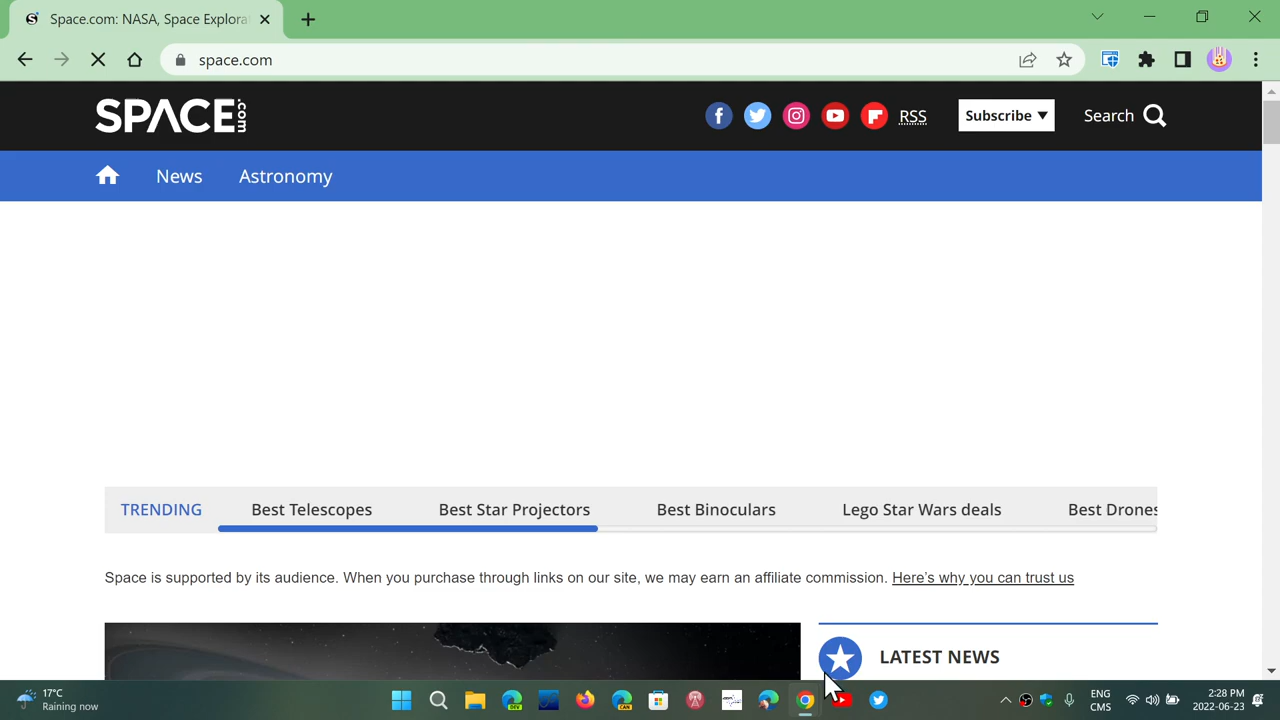 Space.com: NASA, Space Explora
space.com
SPACE.com
RSS
Subscribe
Search
News
Astronomy
TRENDING
Best Telescopes
Best Star Projectors
Best Binoculars
Lego Star Wars deals
Best Drones
Space is supported by its audience. When you purchase through links on our site, we may earn an affiliate commission. Here’s why you can trust us
LATEST NEWS
17°C
Raining now
DEV
CAN
ENG
CMS
2:28 PM
2022-06-23